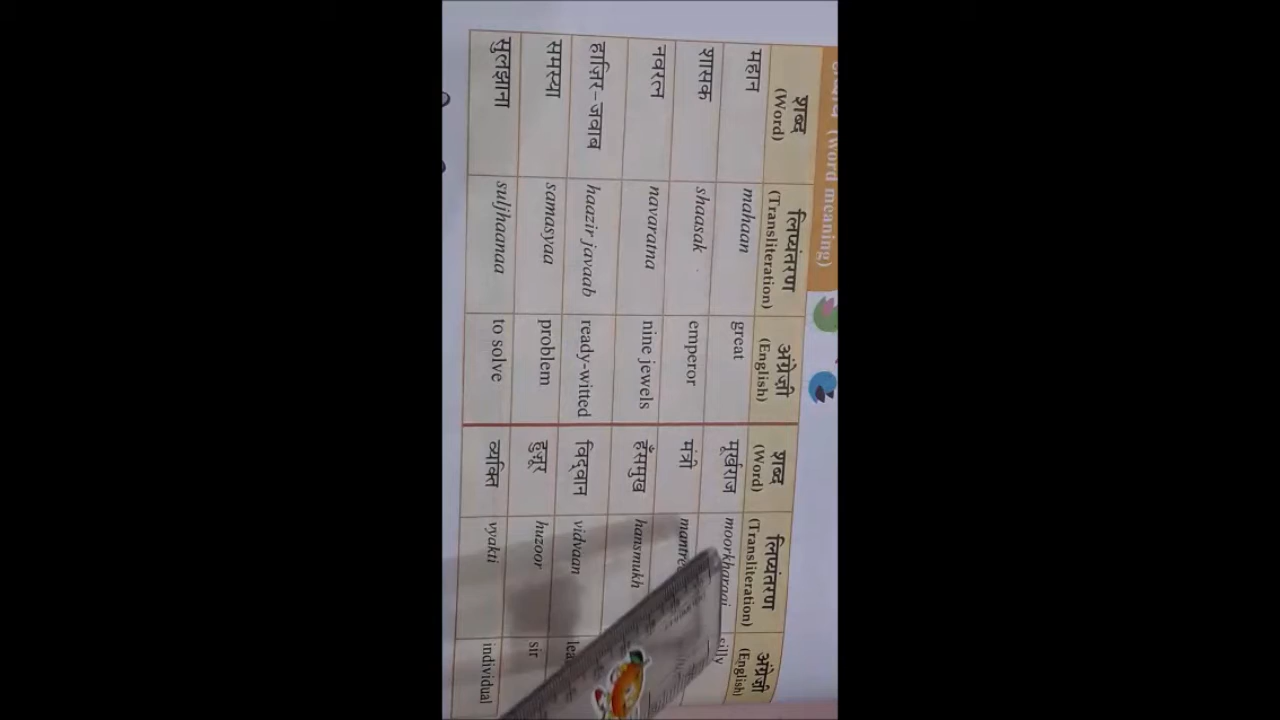 (Word meaning)
शब्द लिप्यंतरण अंग्रेज़ी शब्द लिप्यंतरण अंग्रेज़ी
(Word) (Transliteration) (English) (Word) (Transliteration) (English)
महान mahaan great मूर्खराज moorkharaaj silly
शासक shaasak emperor मंत्री
नवरत्न navaratna nine jewels हँसमुख hansmukh
हाज़िर-जवाब haazir javaab ready-witted विद्वान vidvaan
समस्या samasyaa problem हुज़ूर huzoor sir
सुलझाना suljhaanaa to solve व्यक्ति vyakti individual